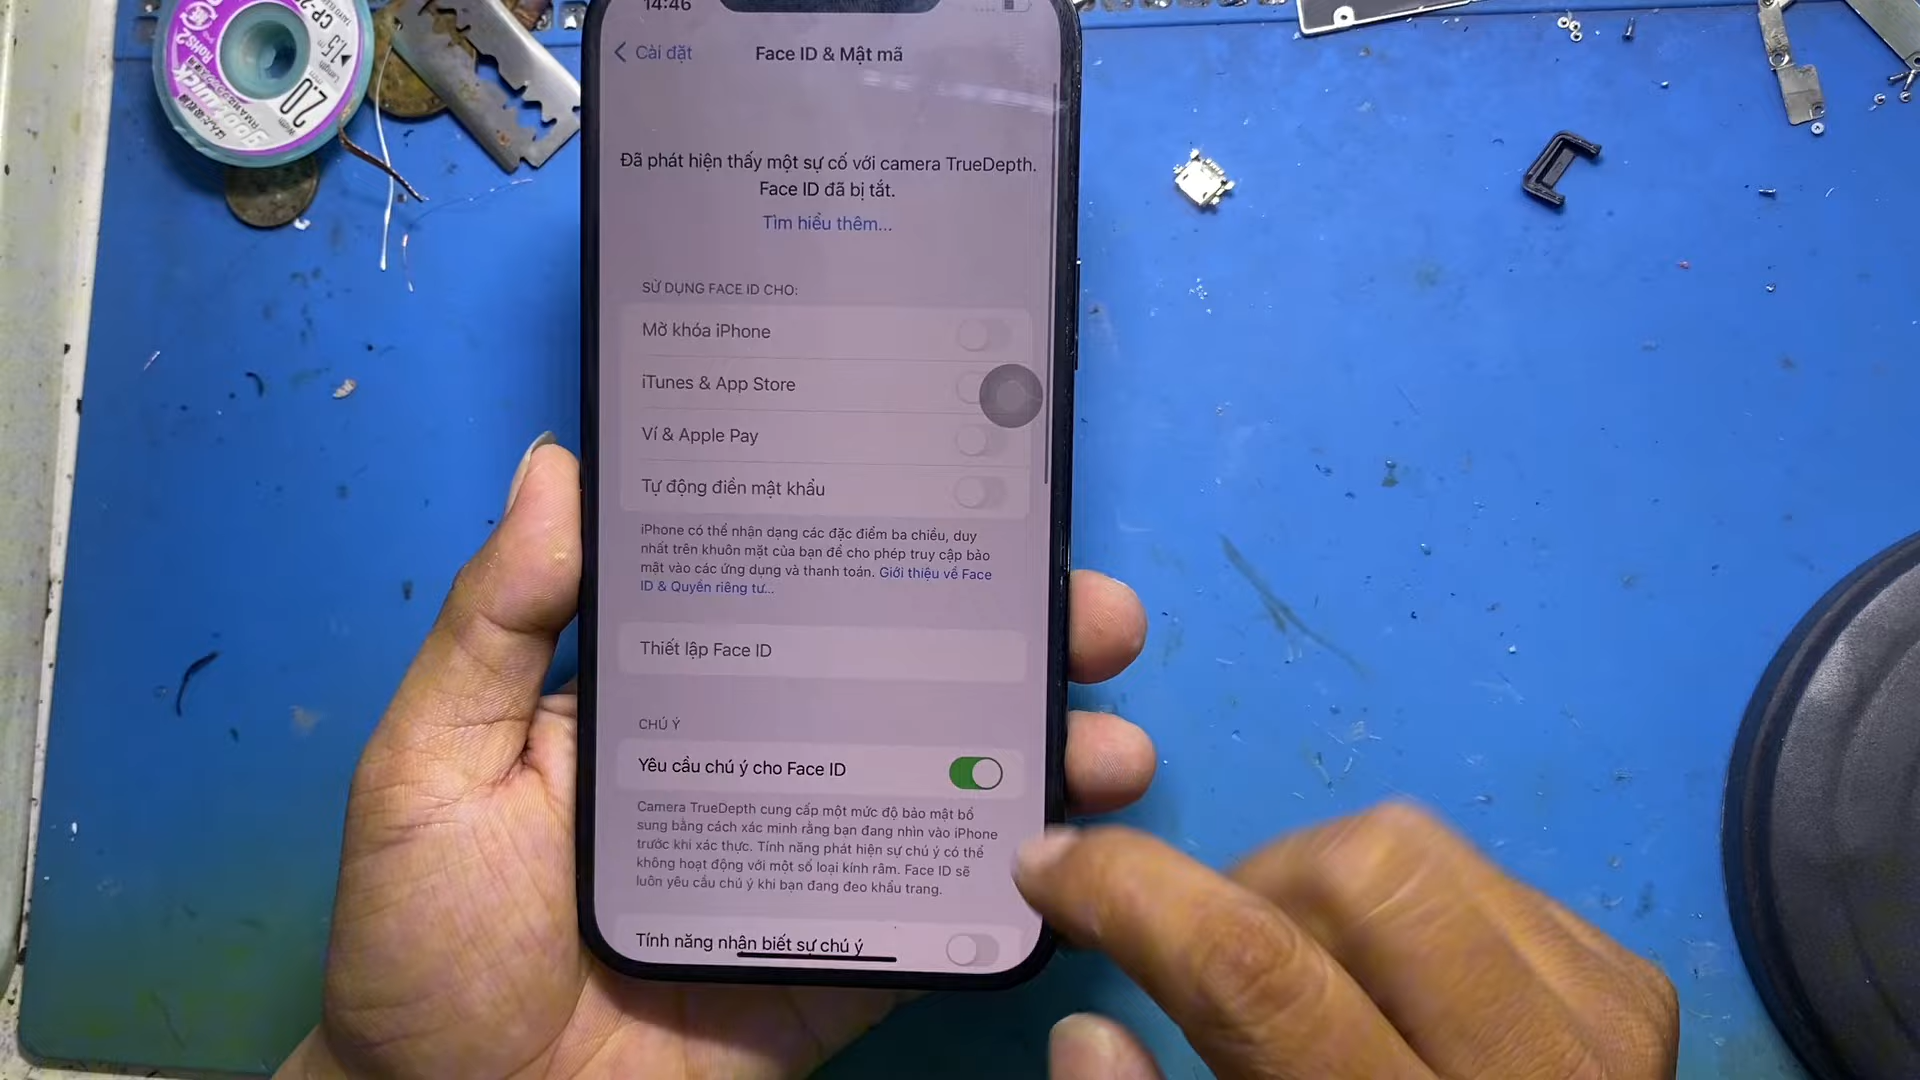 14:46
Cài đặt
Face ID & Mật mã
Đã phát hiện thấy một sự cố với camera TrueDepth.
Face ID đã bị tắt.
Tìm hiểu thêm...
SỬ DỤNG FACE ID CHO:
Mở khóa iPhone
iTunes & App Store
Ví & Apple Pay
Tự động điền mật khẩu
iPhone có thể nhận dạng các đặc điểm ba chiều, duy
nhất trên khuôn mặt của bạn để cho phép truy cập bảo
mật vào các ứng dụng và thanh toán. Giới thiệu về Face
ID & Quyền riêng tư...
Thiết lập Face ID
CHÚ Ý
Yêu cầu chú ý cho Face ID
Camera TrueDepth cung cấp một mức độ bảo mật bổ
sung bằng cách xác minh rằng bạn đang nhìn vào iPhone
trước khi xác thực. Tính năng phát hiện sự chú ý có thể
không hoạt động với một số loại kính râm. Face ID sẽ
luôn yêu cầu chú ý khi bạn đang đeo khẩu trang.
Tính năng nhận biết sự chú ý
2.0
1.5
RoHS2